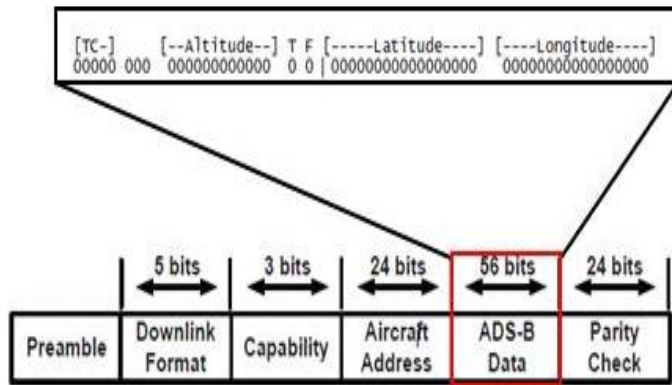 [TC-] [--Altitude--] T F [-----Latitude----] [----Longitude----]
00000 000 000000000000 0 0 | 00000000000000000 00000000000000000
5 bits 3 bits 24 bits 56 bits 24 bits
Preamble Downlink Format Capability Aircraft Address ADS-B Data Parity Check